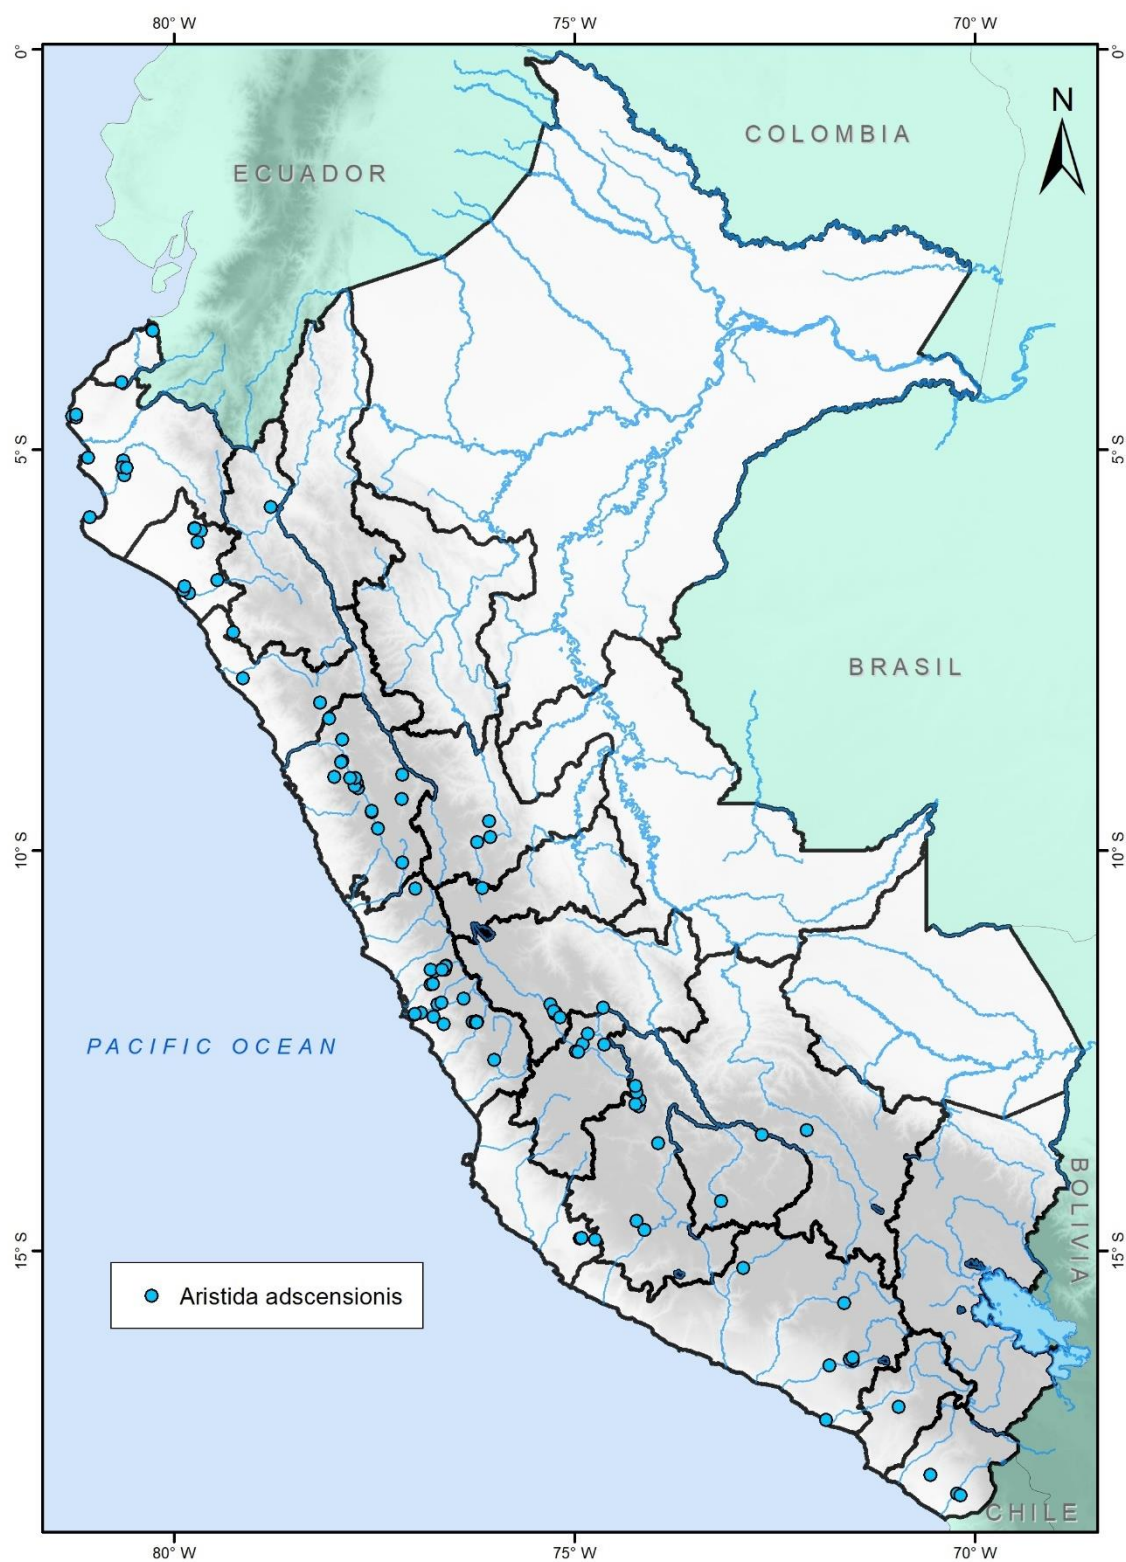 80° W 75° W 70° W
0° 0°
N
COLOMBIA
ECUADOR
5° S 5° S
BRASIL
10° S 10° S
PACIFIC OCEAN
BOLIVIA
15° S 15° S
Aristida adscensionis
CHILE
80° W 75° W 70° W